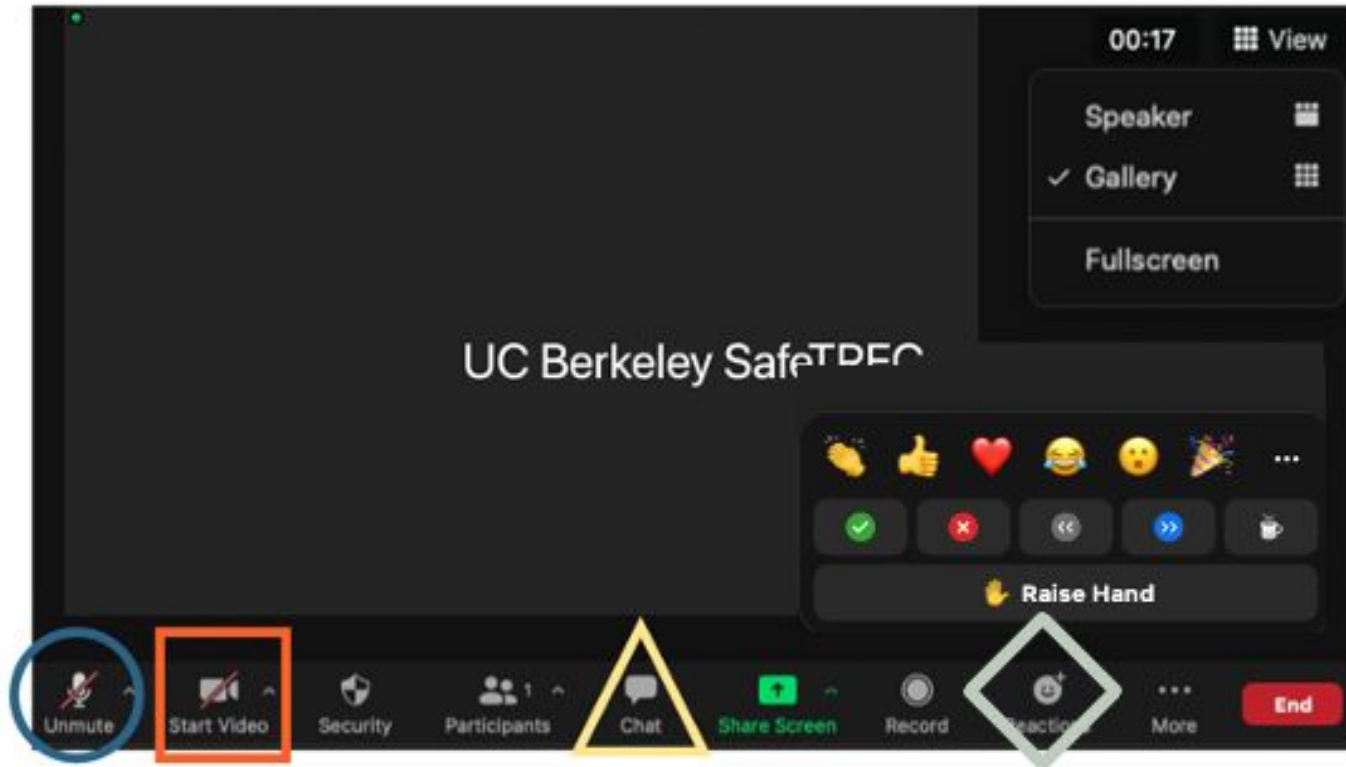 00:17 View
Speaker
Gallery
Fullscreen
UC Berkeley SafeTREC
Raise Hand
Unmute
Start Video
Security
Participants 1
Chat
Share Screen
Record
Reactions
More
End